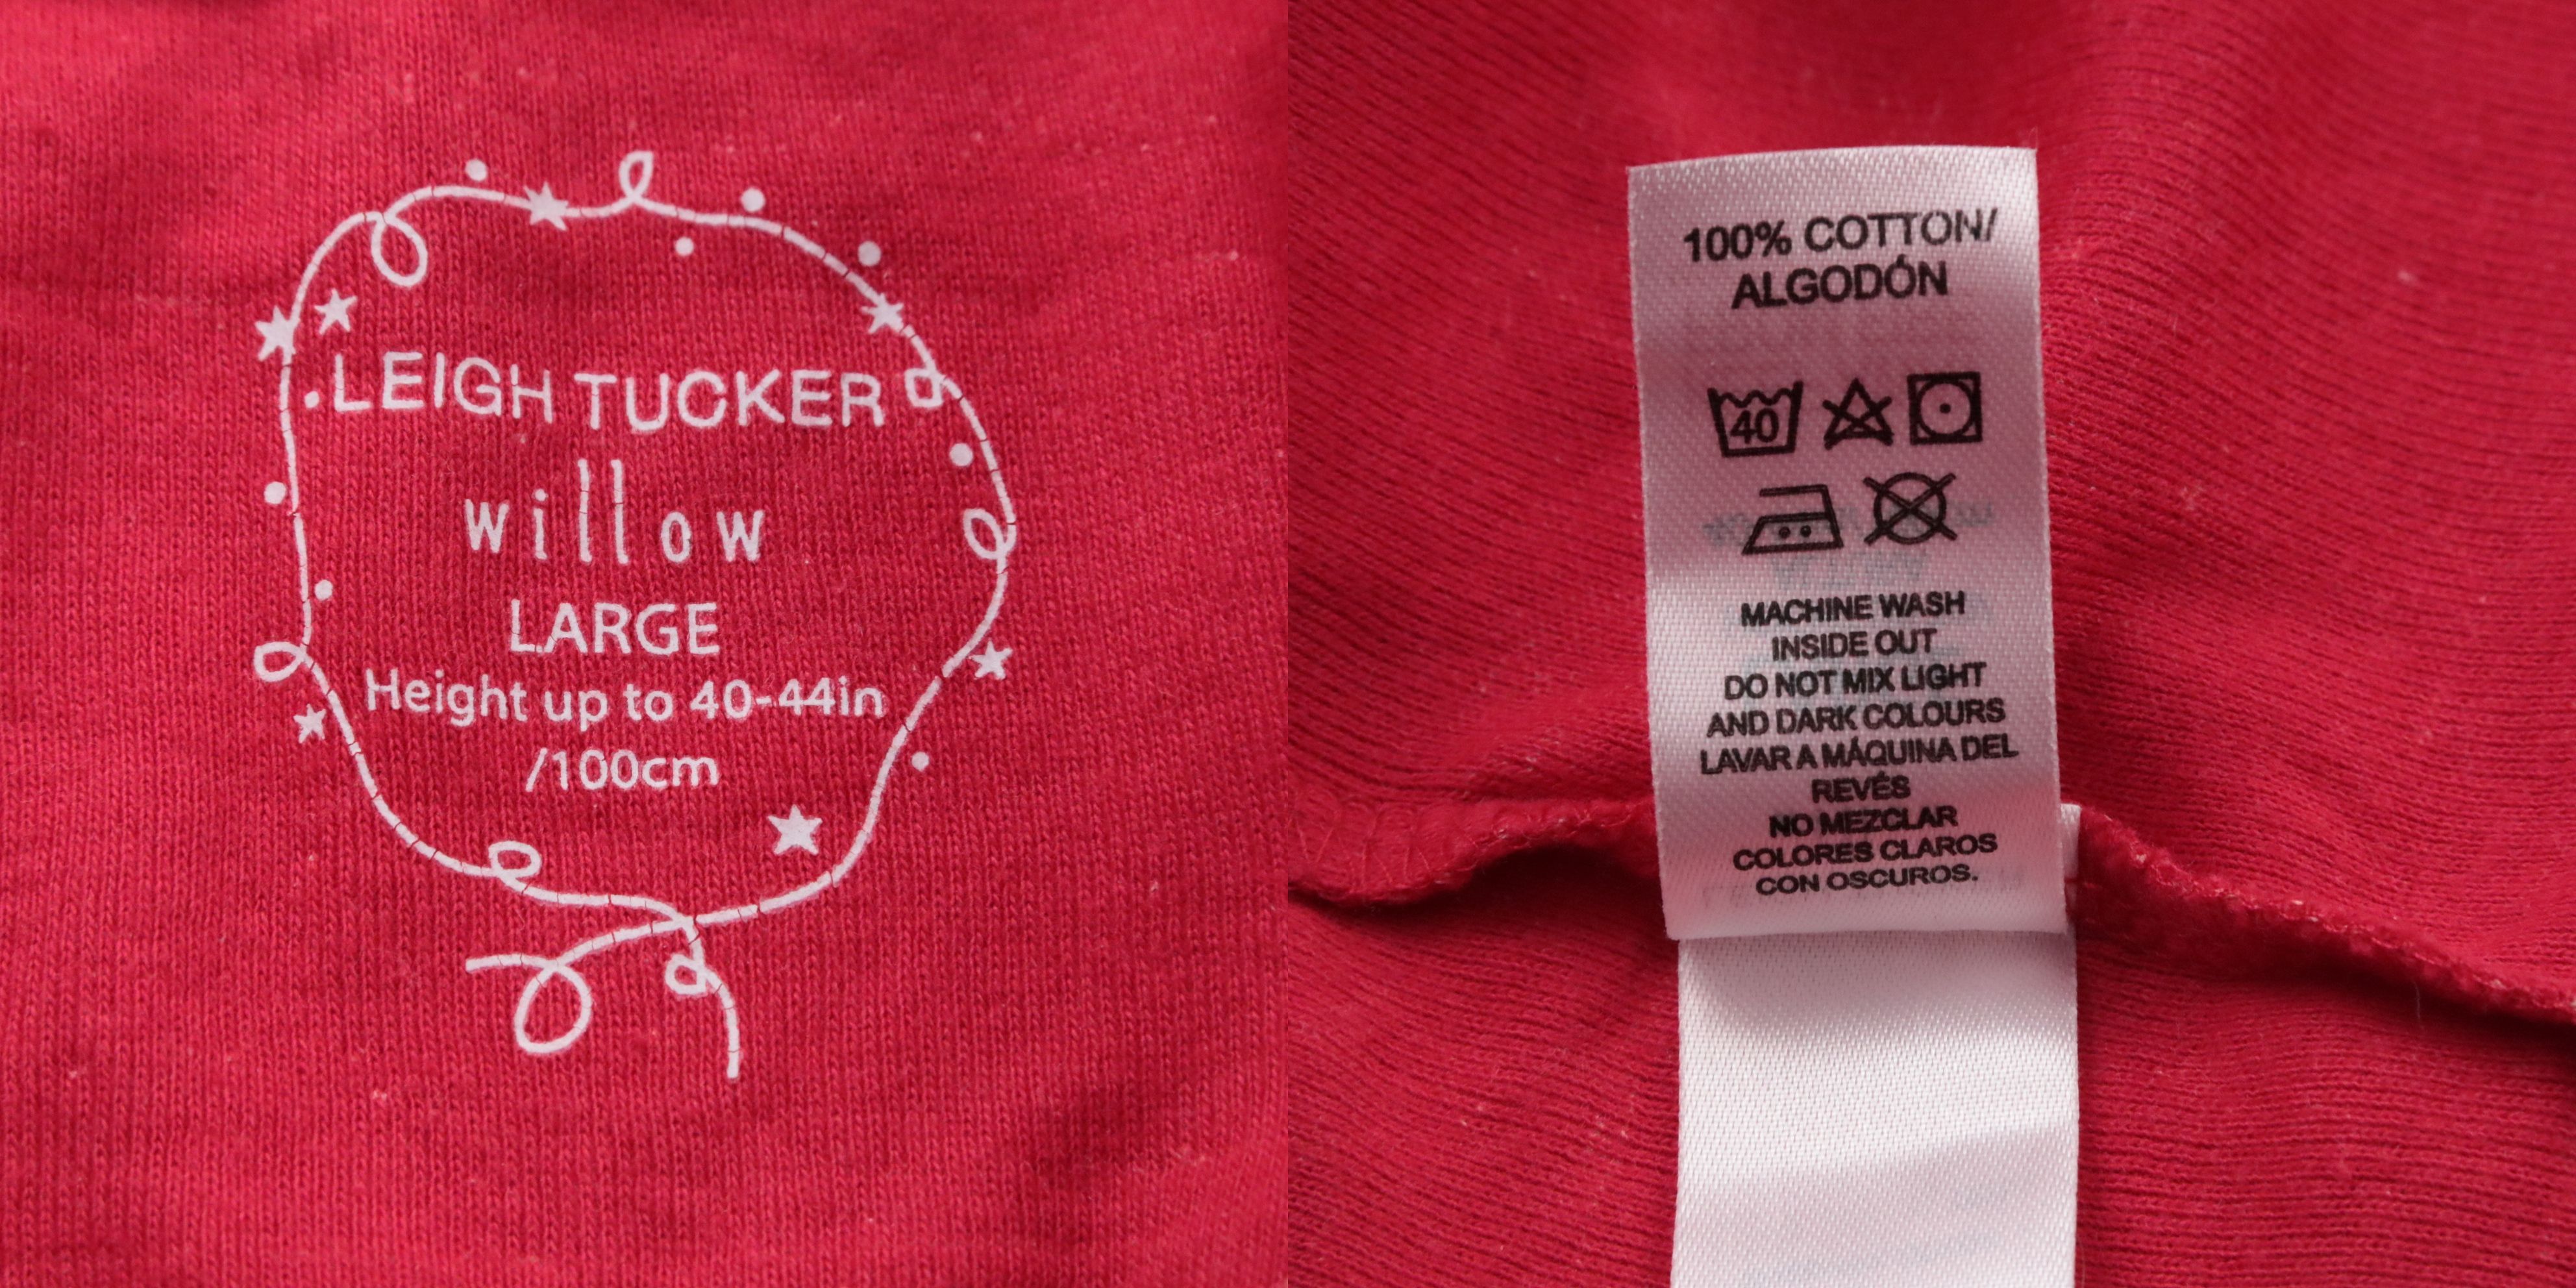 LEIGH TUCKER
willow
LARGE
Height up to 40-44in
/100cm
100% COTTON/
ALGODÓN
40
MACHINE WASH
INSIDE OUT
DO NOT MIX LIGHT
AND DARK COLOURS
LAVAR A MÁQUINA DEL
REVÉS
NO MEZCLAR
COLORES CLAROS
CON OSCUROS.